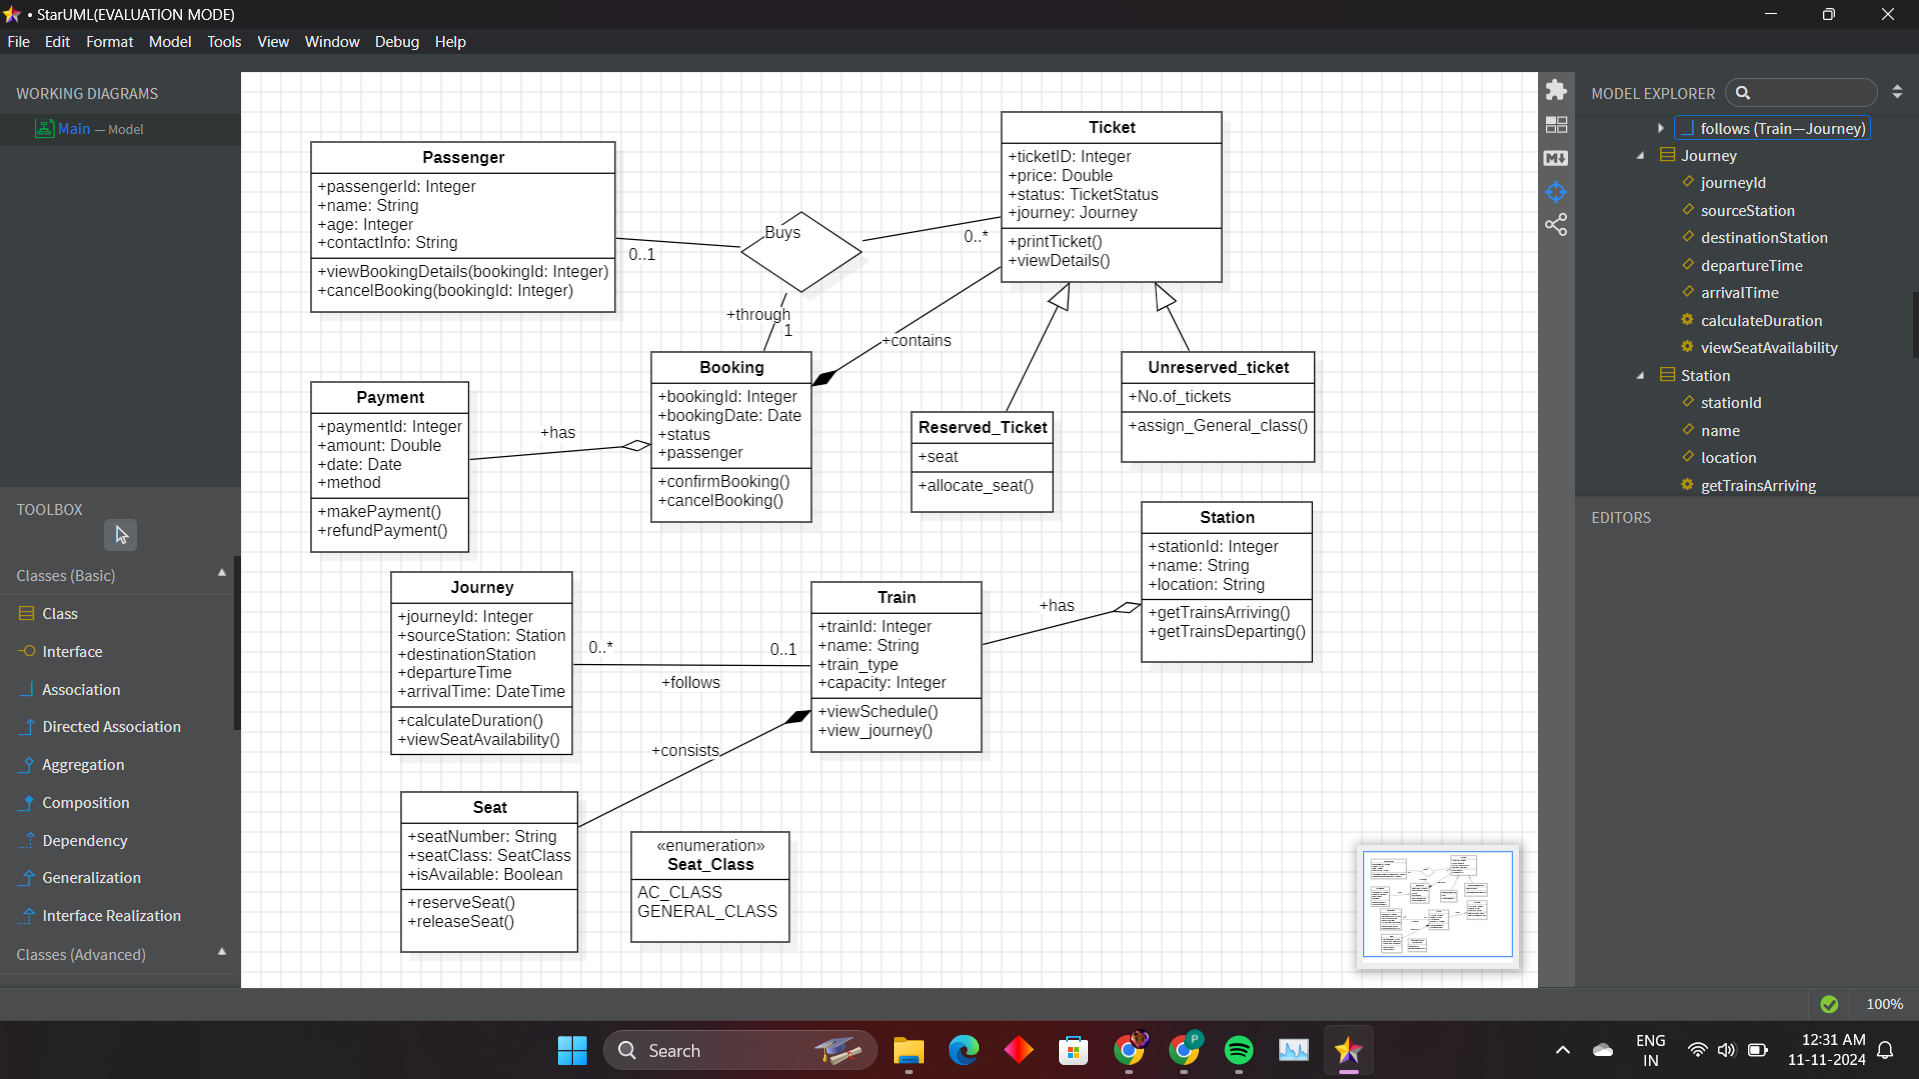 • StarUML(EVALUATION MODE)
File Edit Format Model Tools View Window Debug Help
WORKING DIAGRAMS
Main — Model
TOOLBOX
Classes (Basic)
Class
Interface
Association
Directed Association
Aggregation
Composition
Dependency
Generalization
Interface Realization
Classes (Advanced)
Passenger
+passengerId: Integer
+name: String
+age: Integer
+contactInfo: String
+viewBookingDetails(bookingId: Integer)
+cancelBooking(bookingId: Integer)
0..1
Buys
0..*
+through
1
Ticket
+ticketID: Integer
+price: Double
+status: TicketStatus
+journey: Journey
+printTicket()
+viewDetails()
+contains
Payment
+paymentId: Integer
+amount: Double
+date: Date
+method
+makePayment()
+refundPayment()
+has
Booking
+bookingId: Integer
+bookingDate: Date
+status
+passenger
+confirmBooking()
+cancelBooking()
Reserved_Ticket
+seat
+allocate_seat()
Unreserved_ticket
+No.of_tickets
+assign_General_class()
Station
+stationId: Integer
+name: String
+location: String
+getTrainsArriving()
+getTrainsDeparting()
+has
Journey
+journeyId: Integer
+sourceStation: Station
+destinationStation
+departureTime
+arrivalTime: DateTime
+calculateDuration()
+viewSeatAvailability()
0..*
0..1
+follows
Train
+trainId: Integer
+name: String
+train_type
+capacity: Integer
+viewSchedule()
+view_journey()
+consists
Seat
+seatNumber: String
+seatClass: SeatClass
+isAvailable: Boolean
+reserveSeat()
+releaseSeat()
«enumeration»
Seat_Class
AC_CLASS
GENERAL_CLASS
M↓
MODEL EXPLORER
follows (Train—Journey)
Journey
journeyId
sourceStation
destinationStation
departureTime
arrivalTime
calculateDuration
viewSeatAvailability
Station
stationId
name
location
getTrainsArriving
EDITORS
100%
Search
P
ENG
IN
12:31 AM
11-11-2024